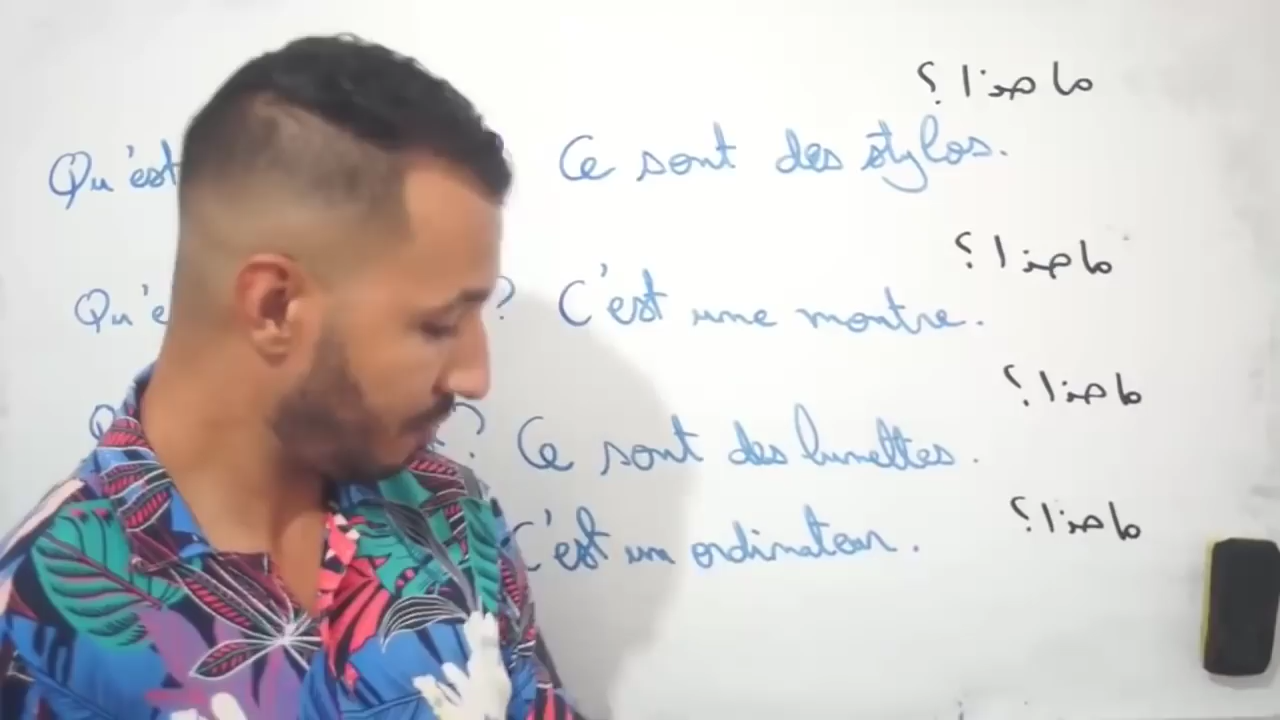 ما هذا ؟
Qu'est Ce sont des stylos.
ما هذا ؟
Qu'e ? C'est une montre.
ما هذا ؟
Q ? Ce sont des lunettes.
ما هذا ؟
C'est un ordinateur.